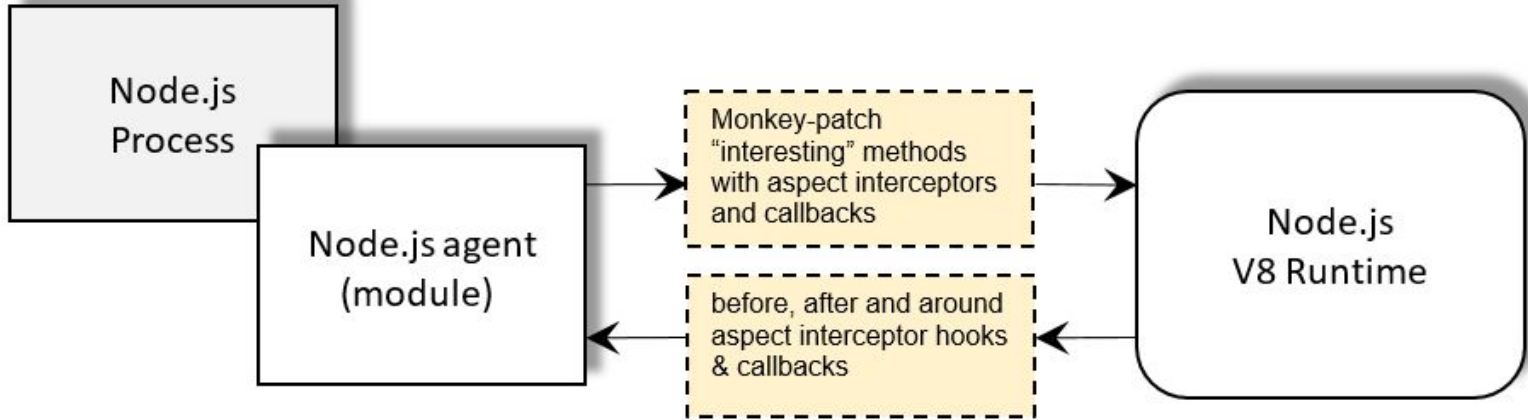 Node.js
Process
Node.js agent
(module)
Monkey-patch
“interesting” methods
with aspect interceptors
and callbacks
before, after and around
aspect interceptor hooks
& callbacks
Node.js
V8 Runtime